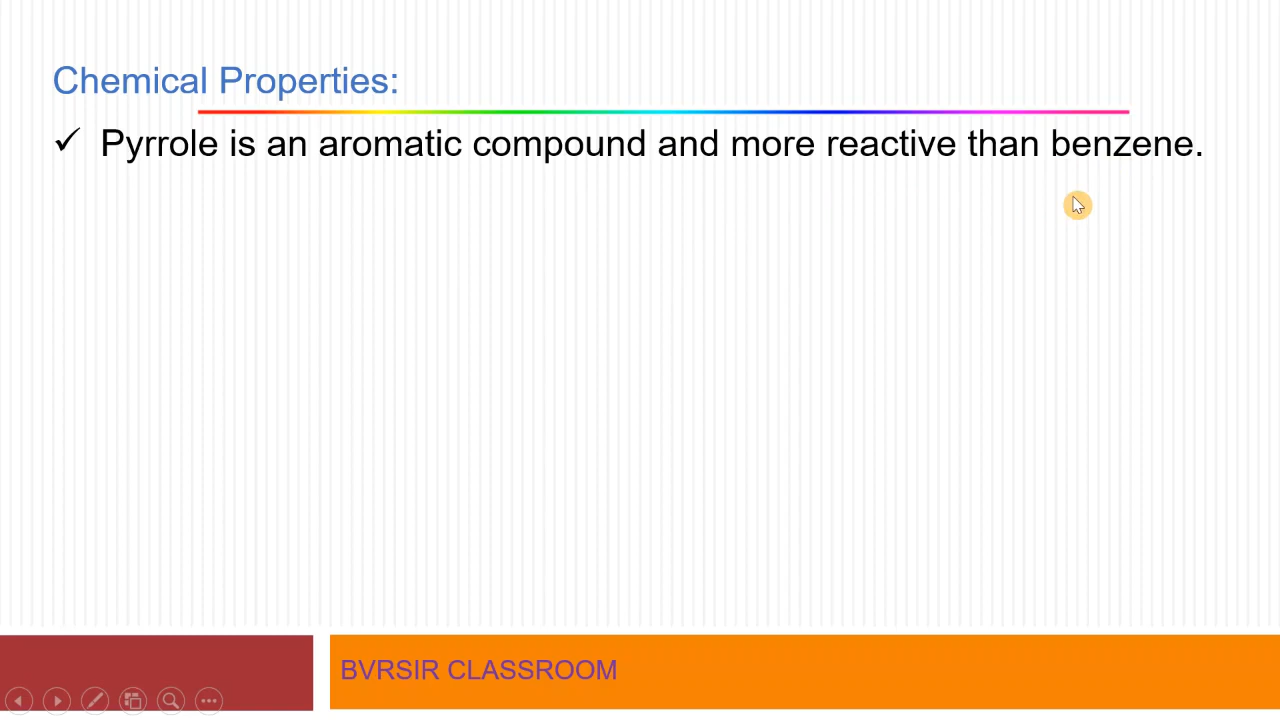 Chemical Properties:
✓ Pyrrole is an aromatic compound and more reactive than benzene.
BVRSIR CLASSROOM